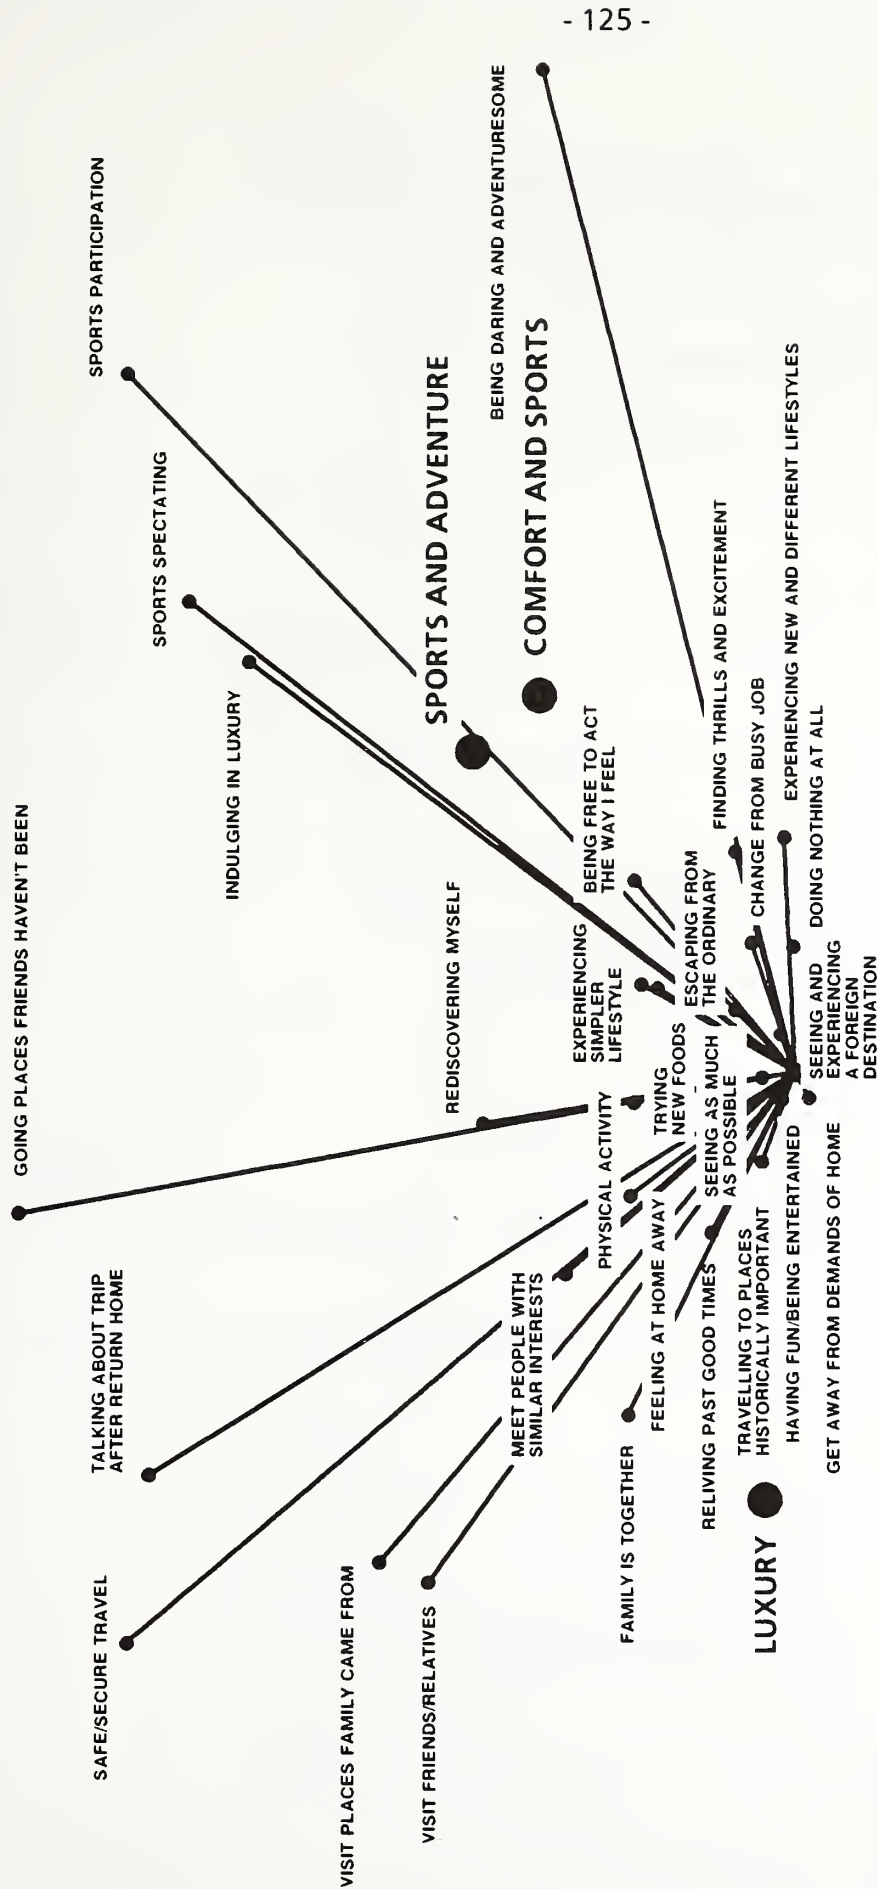 - 125 -
GOING PLACES FRIENDS HAVEN'T BEEN
SPORTS PARTICIPATION
TALKING ABOUT TRIP
AFTER RETURN HOME
SAFE/SECURE TRAVEL
SPORTS SPECTATING
INDULGING IN LUXURY
VISIT PLACES FAMILY CAME FROM
VISIT FRIENDS/RELATIVES
SPORTS AND ADVENTURE
REDISCOVERING MYSELF
BEING DARING AND ADVENTURESOME
COMFORT AND SPORTS
MEET PEOPLE WITH
SIMILAR INTERESTS
BEING FREE TO ACT
THE WAY I FEEL
EXPERIENCING
SIMPLER
LIFESTYLE
PHYSICAL ACTIVITY
FAMILY IS TOGETHER
FEELING AT HOME AWAY
TRYING
NEW FOODS
ESCAPING FROM
THE ORDINARY
SEEING AS MUCH
AS POSSIBLE
RELIVING PAST GOOD TIMES
FINDING THRILLS AND EXCITEMENT
TRAVELLING TO PLACES
HISTORICALLY IMPORTANT
CHANGE FROM BUSY JOB
LUXURY
HAVING FUN/BEING ENTERTAINED
EXPERIENCING NEW AND DIFFERENT LIFESTYLES
DOING NOTHING AT ALL
SEEING AND
EXPERIENCING
A FOREIGN
DESTINATION
GET AWAY FROM DEMANDS OF HOME